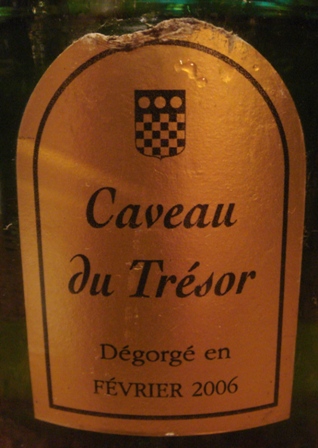 Caveau
du Trésor
Dégorgé en
FÉVRIER 2006